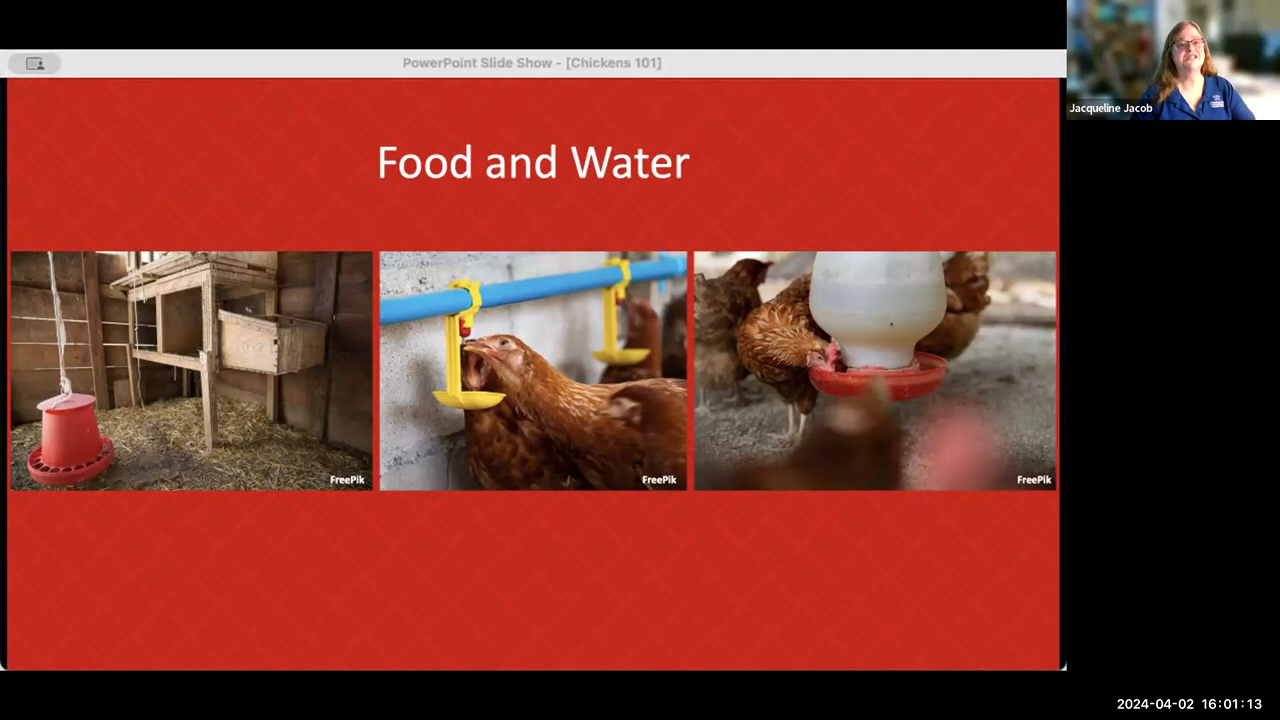 PowerPoint Slide Show - [Chickens 101]
Jacqueline Jacob
Food and Water
FreePik
FreePik
FreePik
2024-04-02 16:01:13